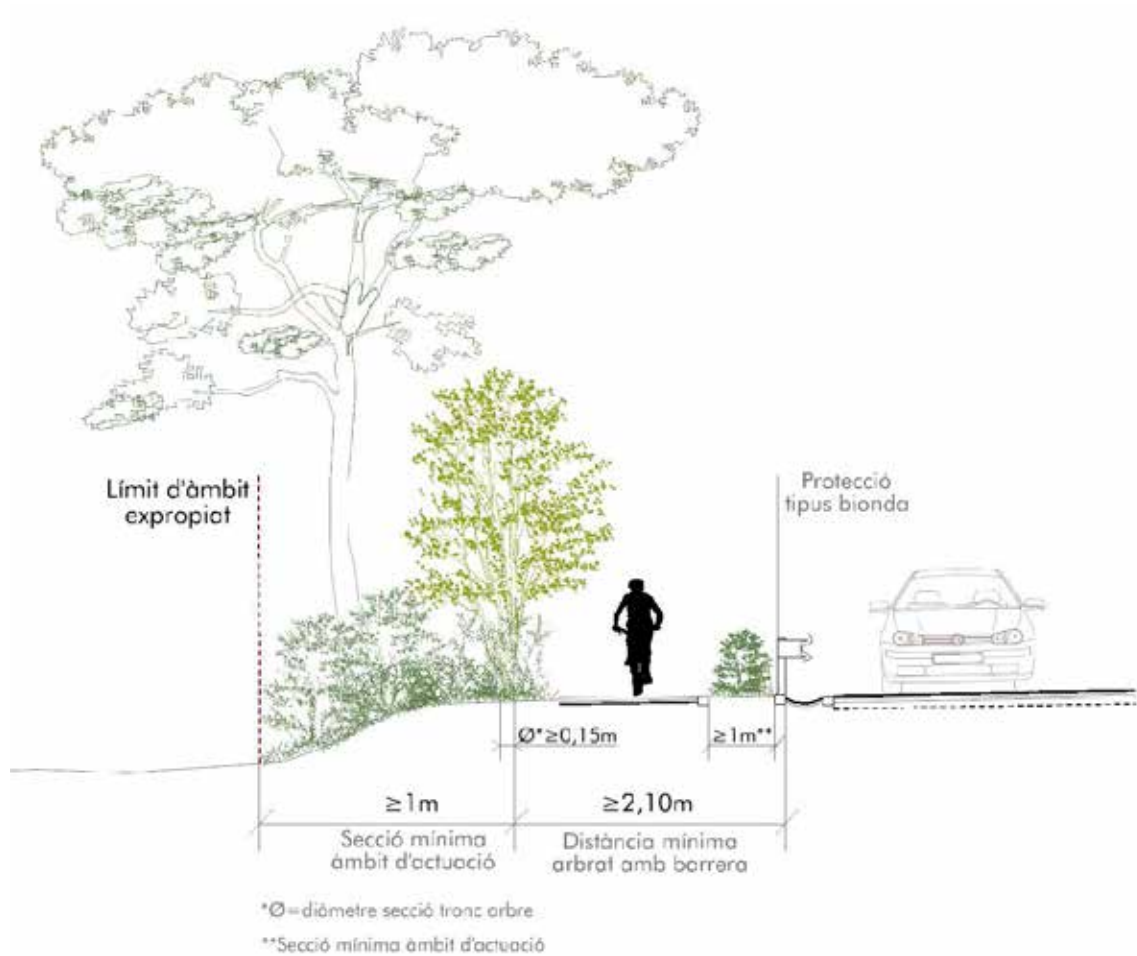 Límit d'àmbit
expropiat
Protecció
tipus bionda
Ø*≥0,15m
≥1m**
≥1m
≥2,10m
Secció mínima
àmbit d'actuació
Distància mínima
arbrat amb barrera
*Ø=diàmetre secció tronc arbre
**Secció mínima àmbit d'actuació